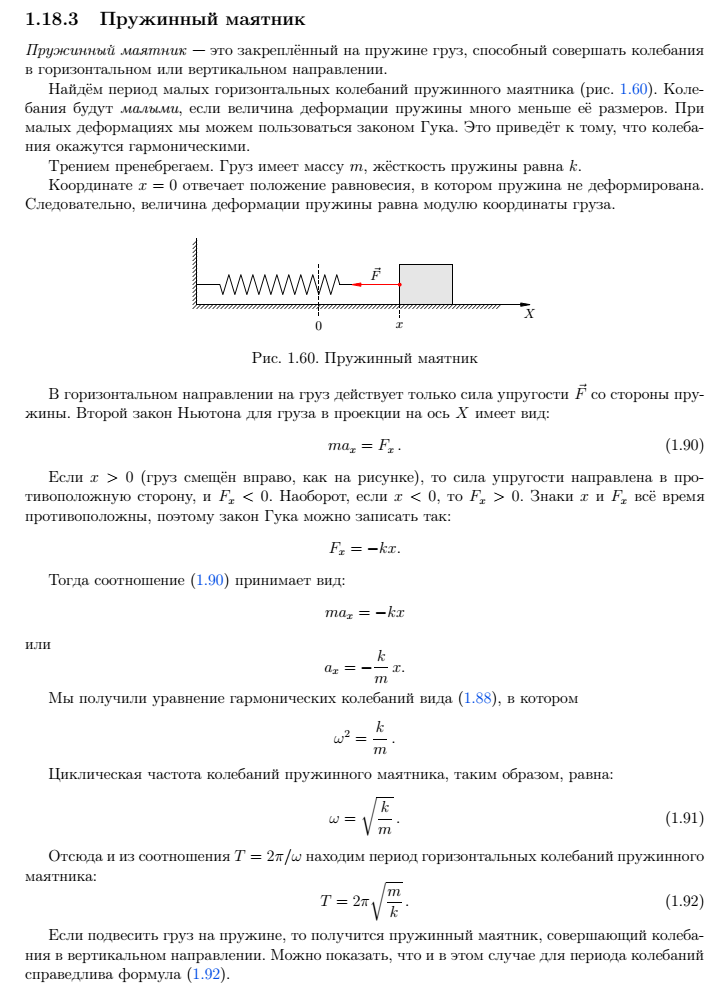 1.18.3 Пружинный маятник
Пружинный маятник — это закреплённый на пружине груз, способный совершать колебания
в горизонтальном или вертикальном направлении.
Найдём период малых горизонтальных колебаний пружинного маятника (рис. 1.60). Коле-
бания будут малыми, если величина деформации пружины много меньше её размеров. При
малых деформациях мы можем пользоваться законом Гука. Это приведёт к тому, что колеба-
ния окажутся гармоническими.
Трением пренебрегаем. Груз имеет массу m, жёсткость пружины равна k.
Координате x = 0 отвечает положение равновесия, в котором пружина не деформирована.
Следовательно, величина деформации пружины равна модулю координаты груза.
F⃗
0 x X
Рис. 1.60. Пружинный маятник
В горизонтальном направлении на груз действует только сила упругости F⃗ со стороны пру-
жины. Второй закон Ньютона для груза в проекции на ось X имеет вид:
maₓ = Fₓ . (1.90)
Если x > 0 (груз смещён вправо, как на рисунке), то сила упругости направлена в про-
тивоположную сторону, и Fₓ < 0. Наоборот, если x < 0, то Fₓ > 0. Знаки x и Fₓ всё время
противоположны, поэтому закон Гука можно записать так:
Fₓ = −kx.
Тогда соотношение (1.90) принимает вид:
maₓ = −kx
или
aₓ = −k/m x.
Мы получили уравнение гармонических колебаний вида (1.88), в котором
ω² = k/m .
Циклическая частота колебаний пружинного маятника, таким образом, равна:
ω = √(k/m) . (1.91)
Отсюда и из соотношения T = 2π/ω находим период горизонтальных колебаний пружинного
маятника:
T = 2π√(m/k) . (1.92)
Если подвесить груз на пружине, то получится пружинный маятник, совершающий колеба-
ния в вертикальном направлении. Можно показать, что и в этом случае для периода колебаний
справедлива формула (1.92).